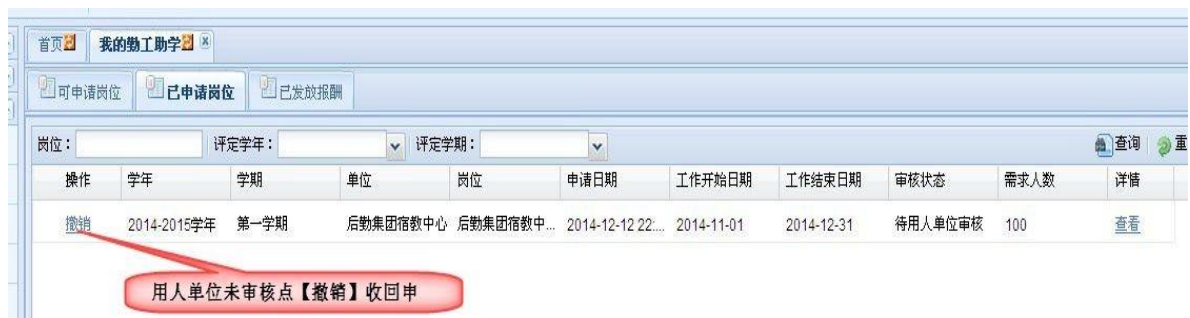 首页 我的勤工助学
可申请岗位 已申请岗位 已发放报酬
岗位： 评定学年： 评定学期： 查询 重
操作 学年 学期 单位 岗位 申请日期 工作开始日期 工作结束日期 审核状态 需求人数 详情
撤销 2014-2015学年 第一学期 后勤集团宿教中心 后勤集团宿教中... 2014-12-12 22:... 2014-11-01 2014-12-31 待用人单位审核 100 查看
用人单位未审核点【撤销】收回申